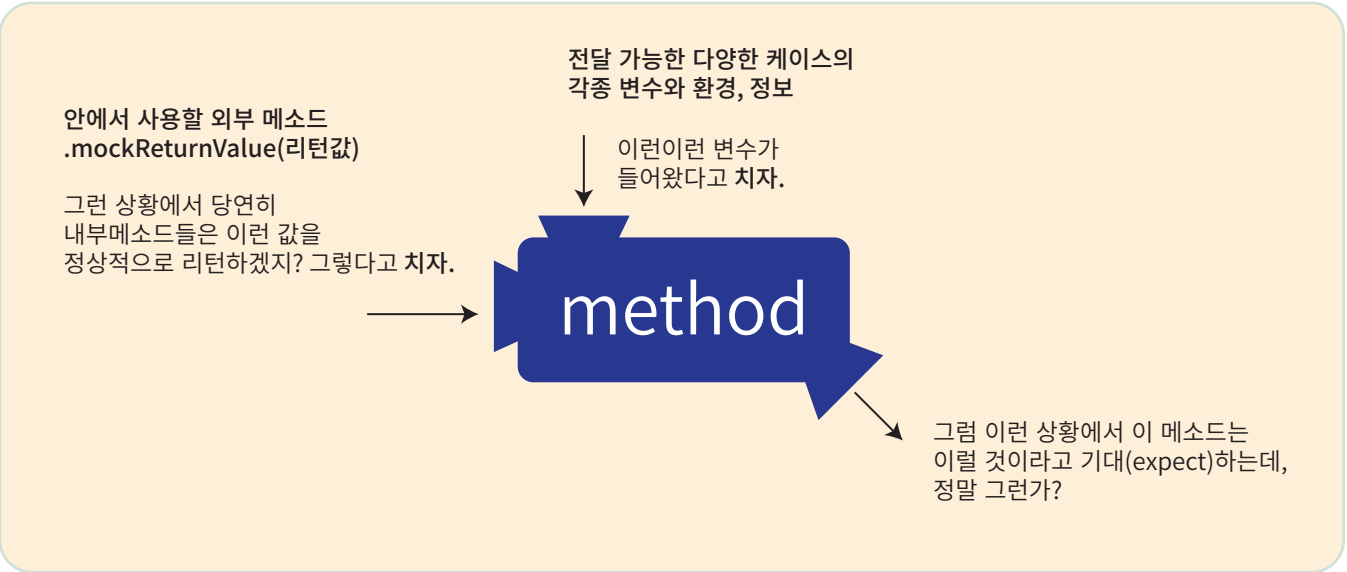 전달 가능한 다양한 케이스의
각종 변수와 환경, 정보
이런이런 변수가
들어왔다고 치자.
안에서 사용할 외부 메소드
.mockReturnValue(리턴값)
그런 상황에서 당연히
내부메소드들은 이런 값을
정상적으로 리턴하겠지? 그렇다고 치자.
method
그럼 이런 상황에서 이 메소드는
이럴 것이라고 기대(expect)하는데,
정말 그런가?